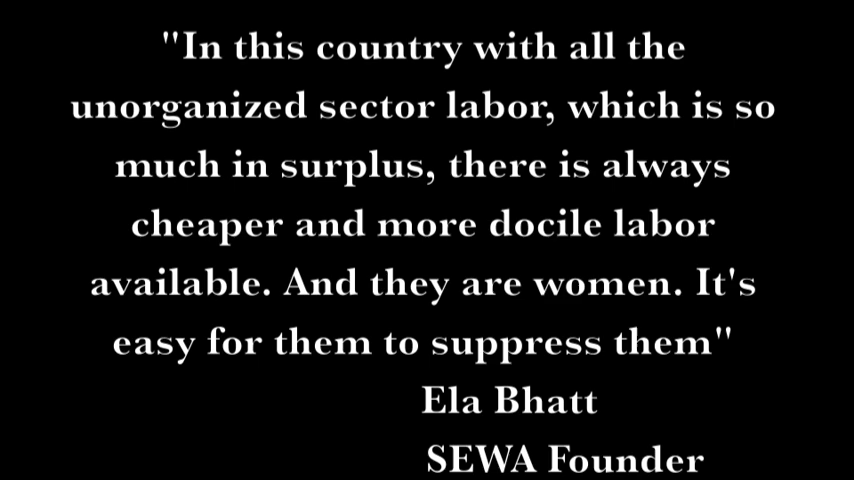 "In this country with all the
unorganized sector labor, which is so
much in surplus, there is always
cheaper and more docile labor
available. And they are women. It's
easy for them to suppress them"
Ela Bhatt
SEWA Founder